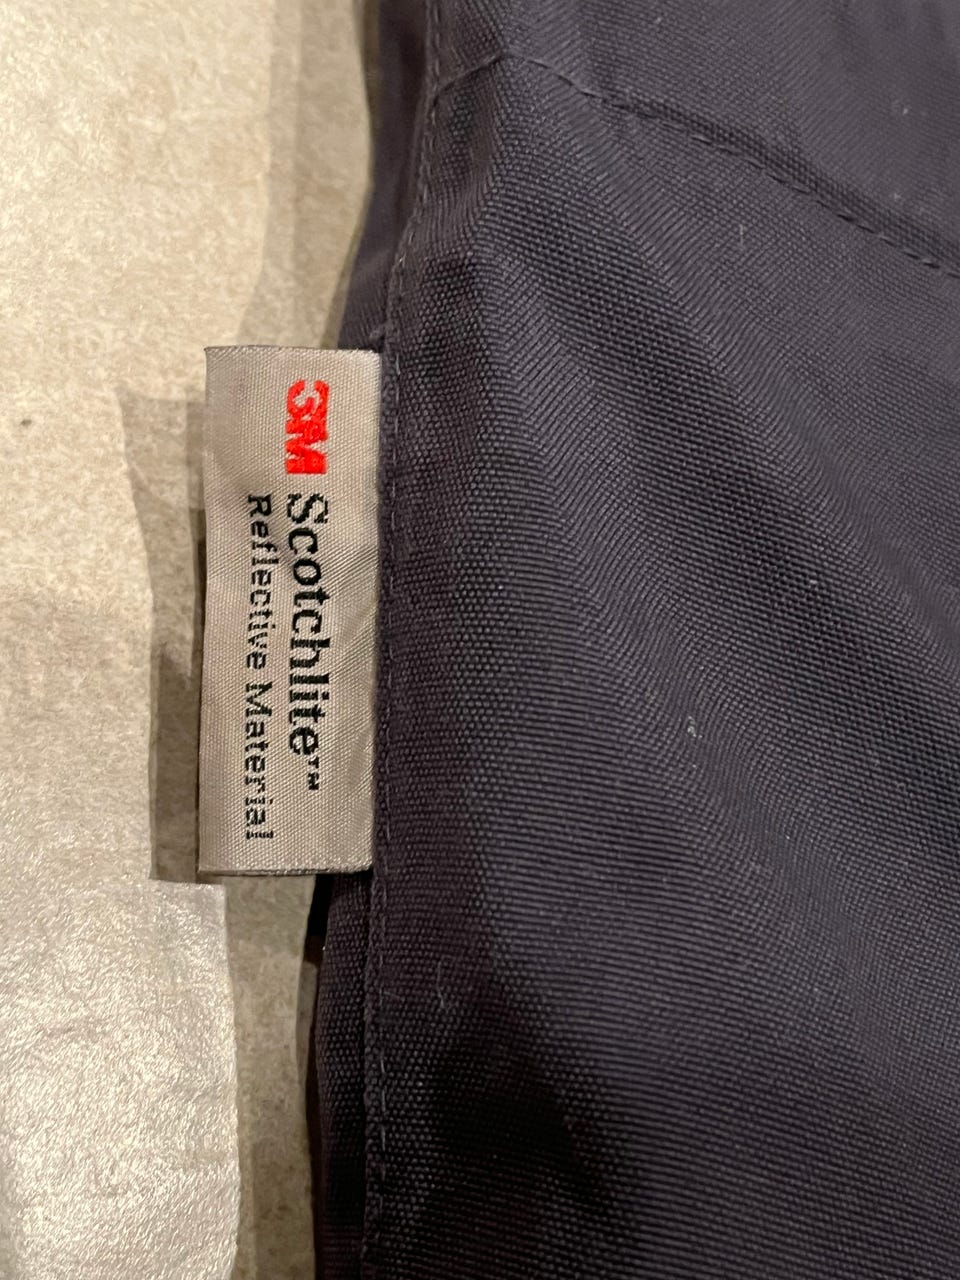 3M Scotchlite™
Reflective Material